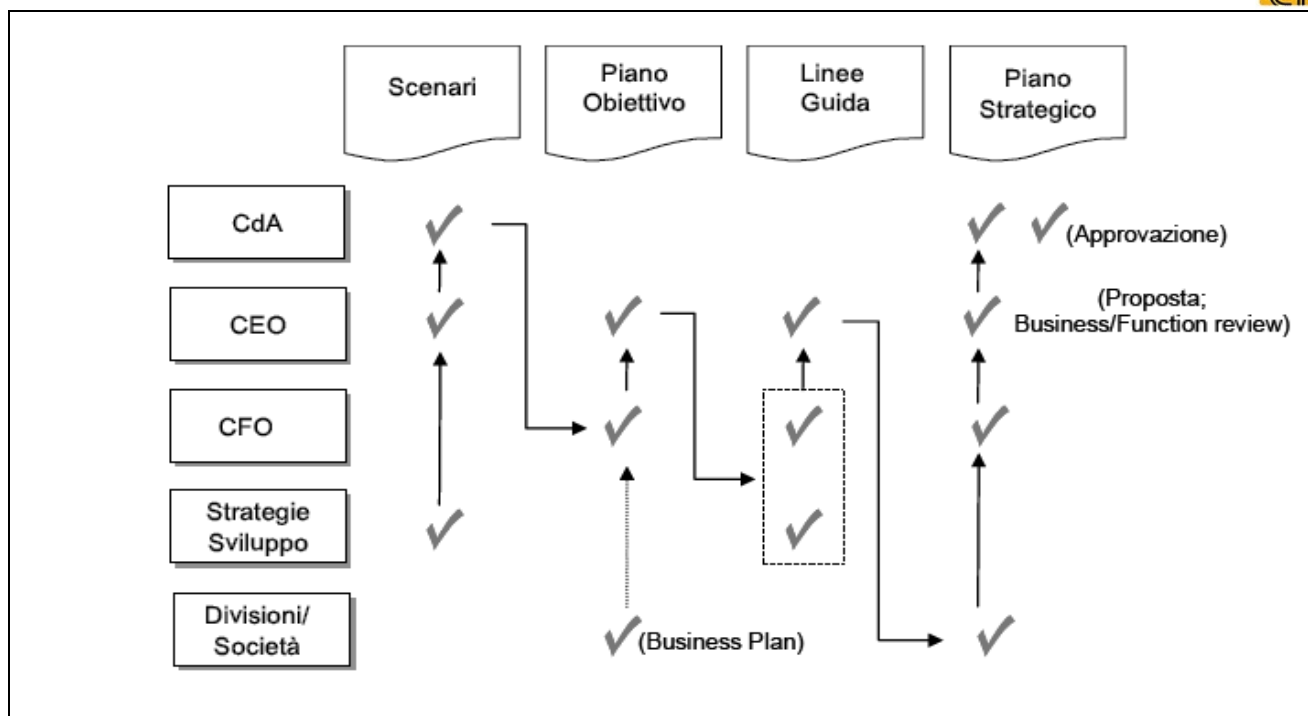 Scenari
Piano
Obiettivo
Linee
Guida
Piano
Strategico
CdA
(Approvazione)
CEO
(Proposta;
Business/Function review)
CFO
Strategie
Sviluppo
Divisioni/
Società
(Business Plan)